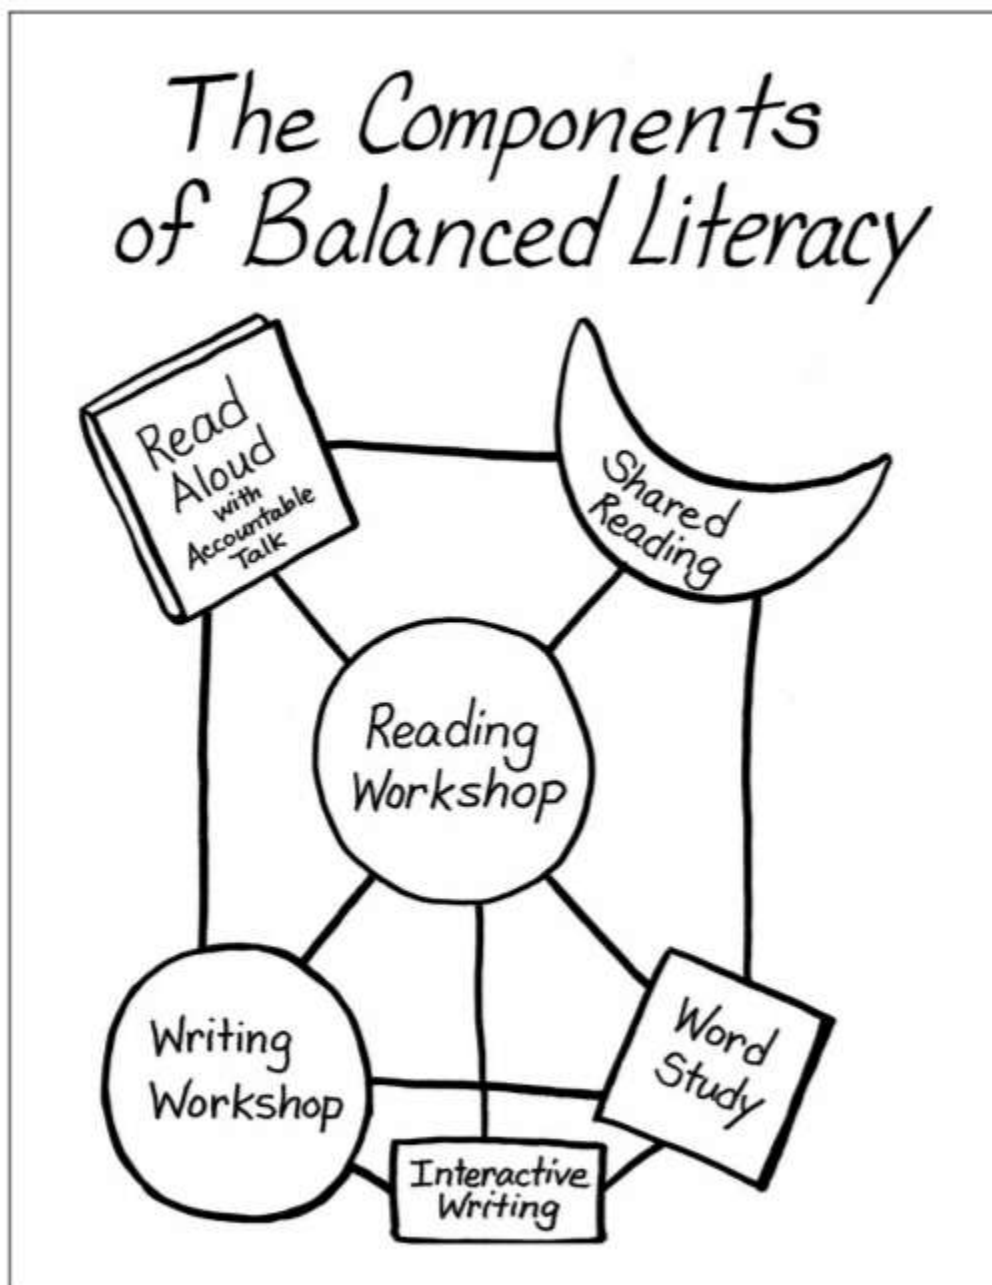 The Components
of Balanced Literacy
Read
Aloud
with
Accountable
Talk
Shared
Reading
Reading
Workshop
Writing
Workshop
Word
Study
Interactive
Writing